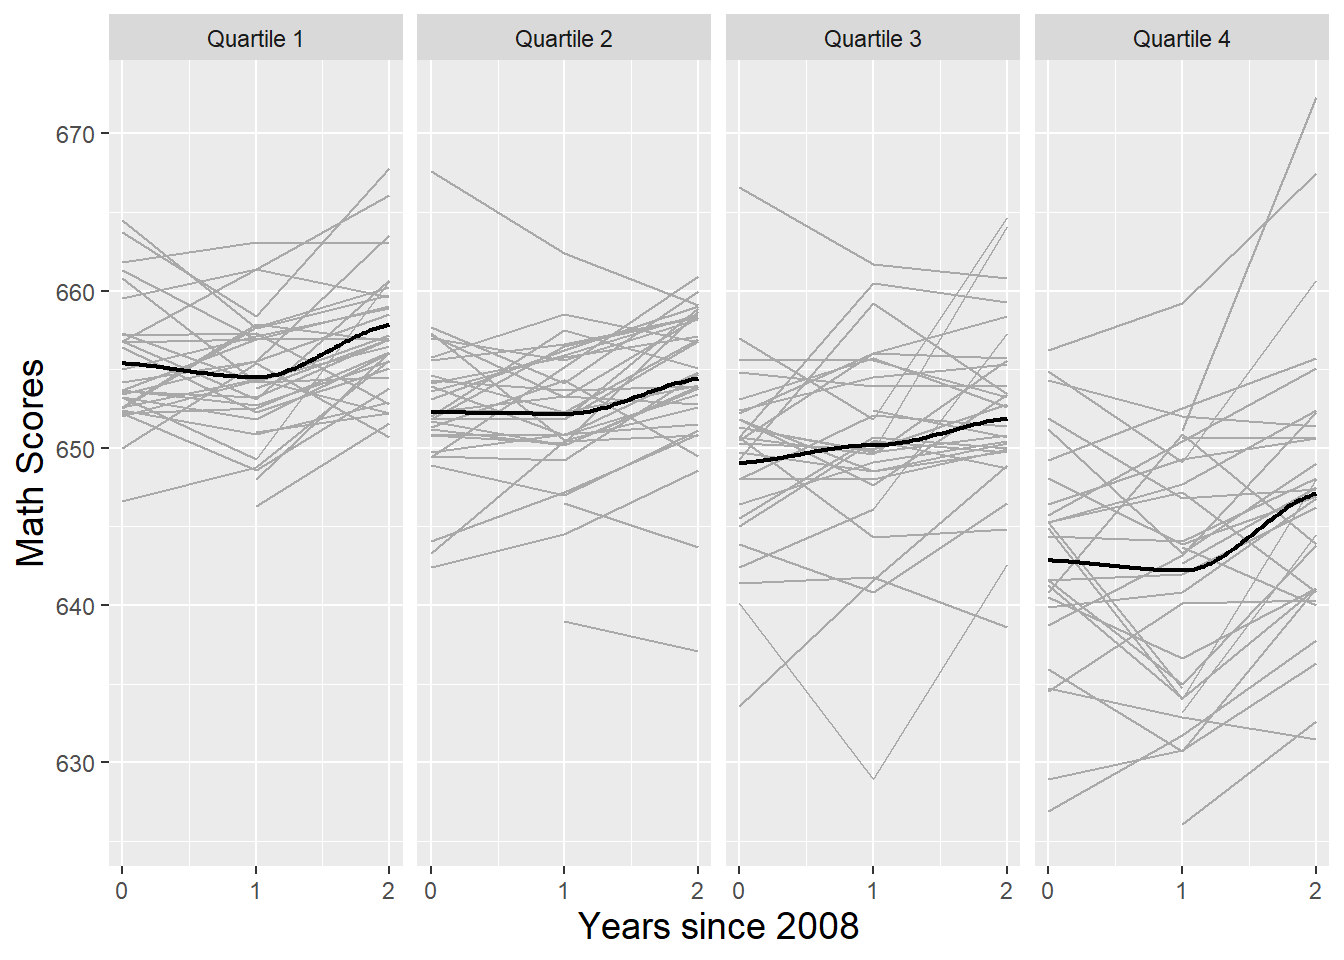 Quartile 1 Quartile 2 Quartile 3 Quartile 4
670
660
650
640
630
Math Scores
0 1 2 0 1 2 0 1 2 0 1 2
Years since 2008